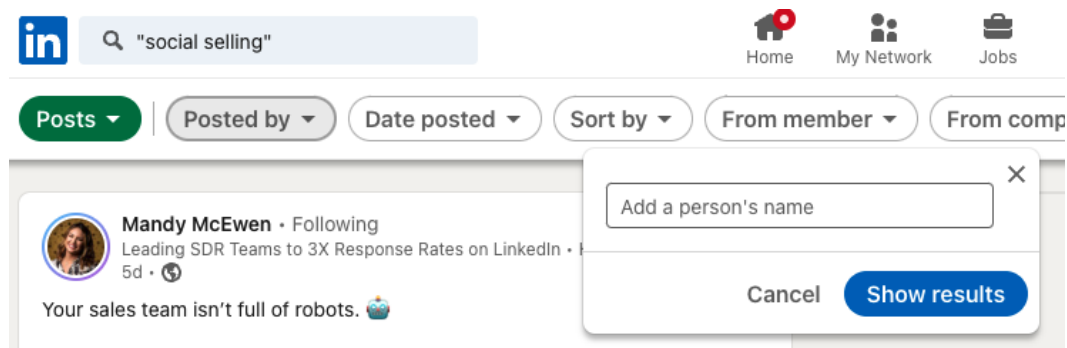 in "social selling"
Home My Network Jobs
Posts Posted by Date posted Sort by From member From comp
Add a person's name
Cancel Show results
Mandy McEwen • Following
Leading SDR Teams to 3X Response Rates on LinkedIn •
5d •
Your sales team isn't full of robots. 🤖